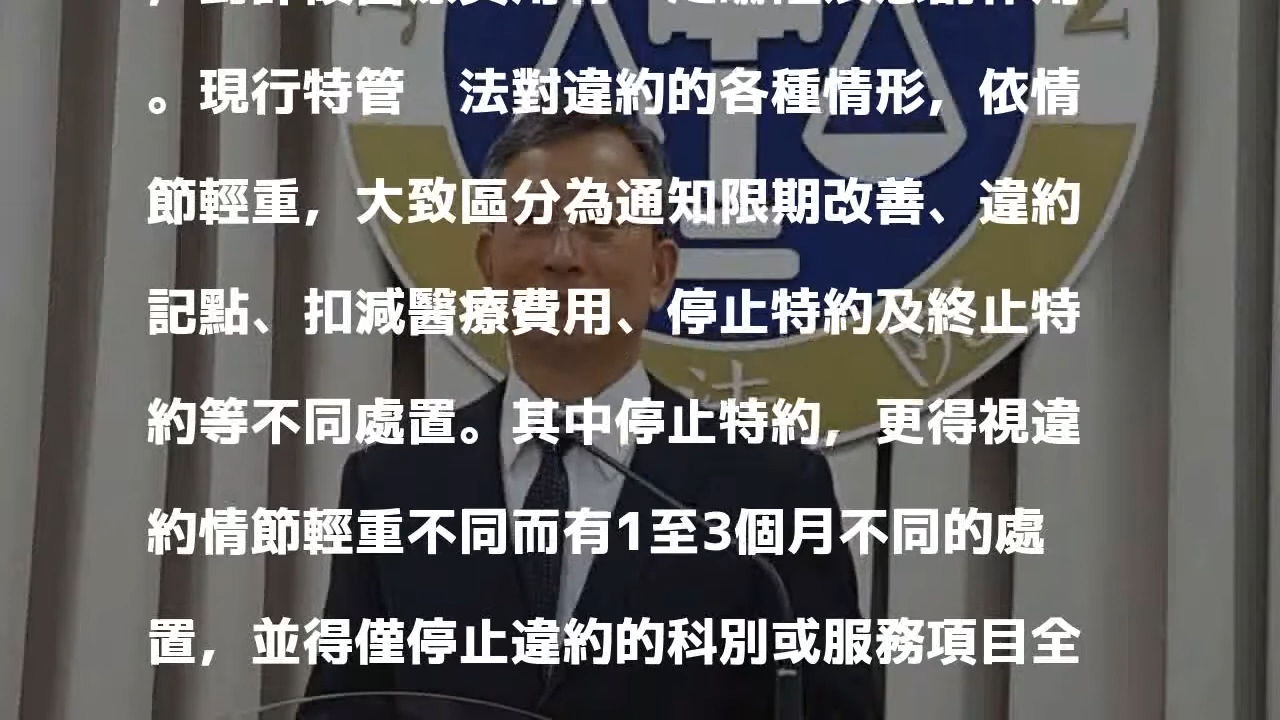 。現行特管　法對違約的各種情形，依情
節輕重，大致區分為通知限期改善、違約
記點、扣減醫療費用、停止特約及終止特
約等不同處置。其中停止特約，更得視違
約情節輕重不同而有1至3個月不同的處
置，並得僅停止違約的科別或服務項目全